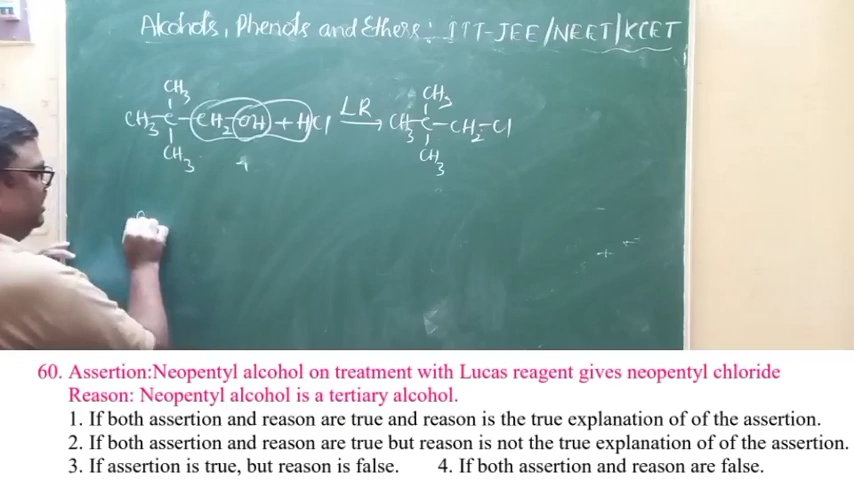 Alcohols, Phenols and Ethers: IIT-JEE/NEET/KCET
CH3 CH3
CH3-C-CH2OH + HCl LR→ CH3-C-CH2-Cl
CH3 CH3
60. Assertion:Neopentyl alcohol on treatment with Lucas reagent gives neopentyl chloride
Reason: Neopentyl alcohol is a tertiary alcohol.
1. If both assertion and reason are true and reason is the true explanation of of the assertion.
2. If both assertion and reason are true but reason is not the true explanation of of the assertion.
3. If assertion is true, but reason is false. 4. If both assertion and reason are false.